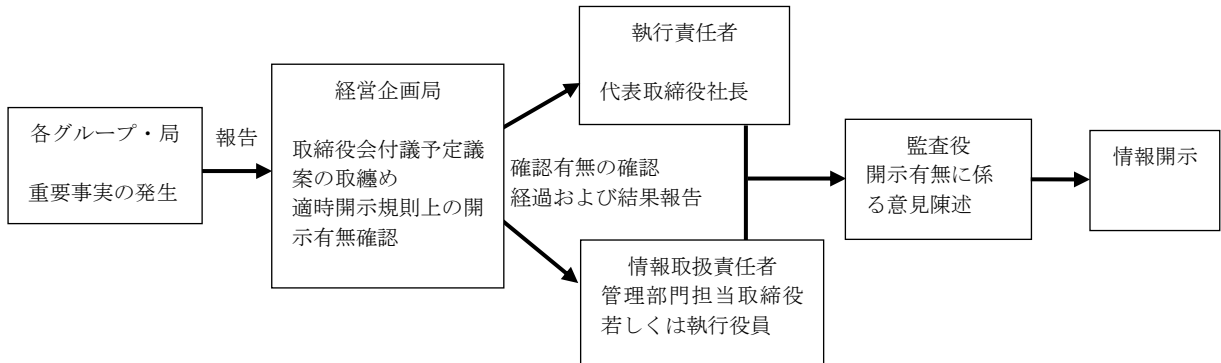 各グループ・局
重要事実の発生
報告
経営企画局
取締役会付議予定議
案の取纏め
適時開示規則上の開
示有無確認
確認有無の確認
経過および結果報告
執行責任者
代表取締役社長
情報取扱責任者
管理部門担当取締役
若しくは執行役員
監査役
開示有無に係
る意見陳述
情報開示